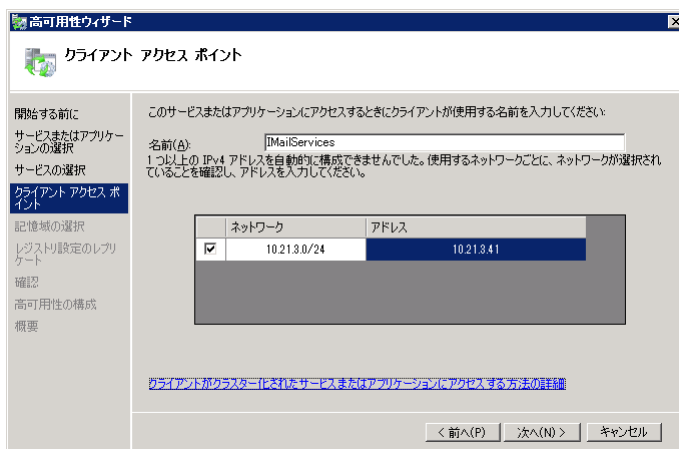 高可用性ウィザード
クライアント アクセス ポイント
開始する前に
サービスまたはアプリケー
ションの選択
サービスの選択
クライアント アクセス ポ
イント
記憶域の選択
レジストリ設定のレプリ
ケート
確認
高可用性の構成
概要
このサービスまたはアプリケーションにアクセスするときにクライアントが使用する名前を入力してください:
名前(A): IMailServices
1 つ以上の IPv4 アドレスを自動的に構成できませんでした。使用するネットワークごとに、ネットワークが選択され
ていることを確認し、アドレスを入力してください。
ネットワーク アドレス
10.21.3.0/24 10.21.3.41
クライアントがクラスター化されたサービスまたはアプリケーションにアクセスする方法の詳細
< 前へ(P) 次へ(N) > キャンセル